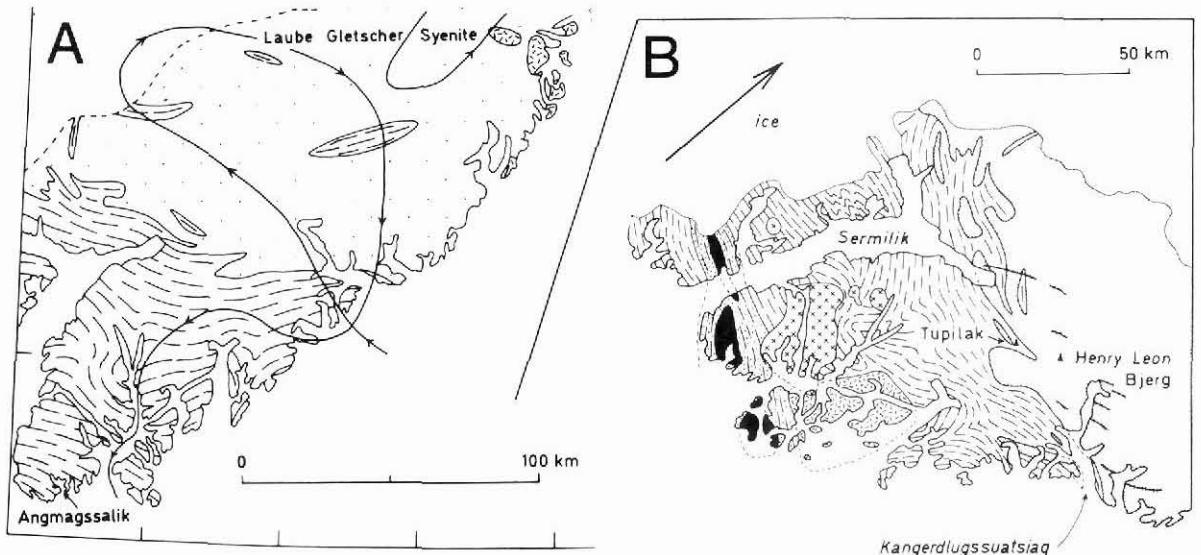 A
Laube Gletscher Syenite
0 100 km
Angmagssalik
B
0 50 km
ice
Sermilik
Tupilak
Henry Leon
Bjerg
Kangerdlugssuatsiaq